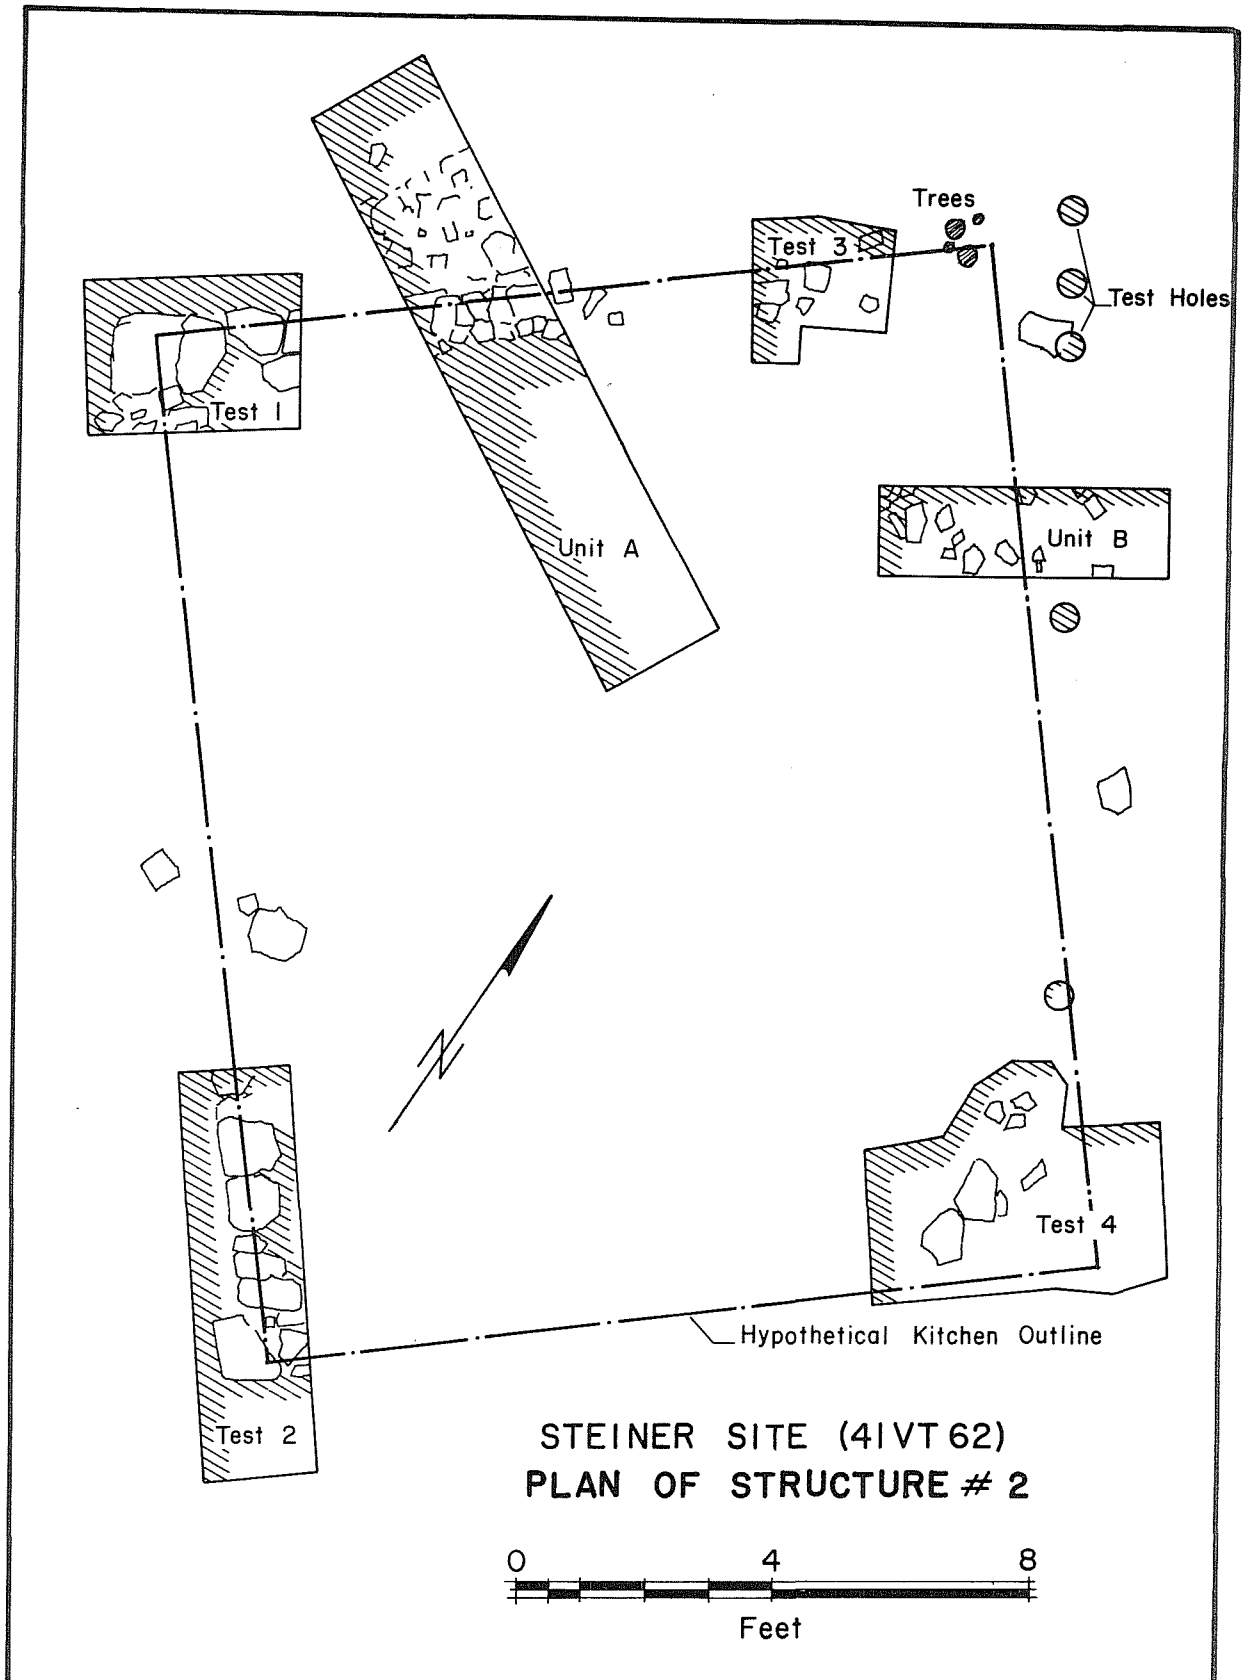 Trees
Test 3
Test Holes
Test 1
Unit A
Unit B
N
Test 4
Hypothetical Kitchen Outline
Test 2
STEINER SITE (41VT62)
PLAN OF STRUCTURE # 2
0 4 8
Feet